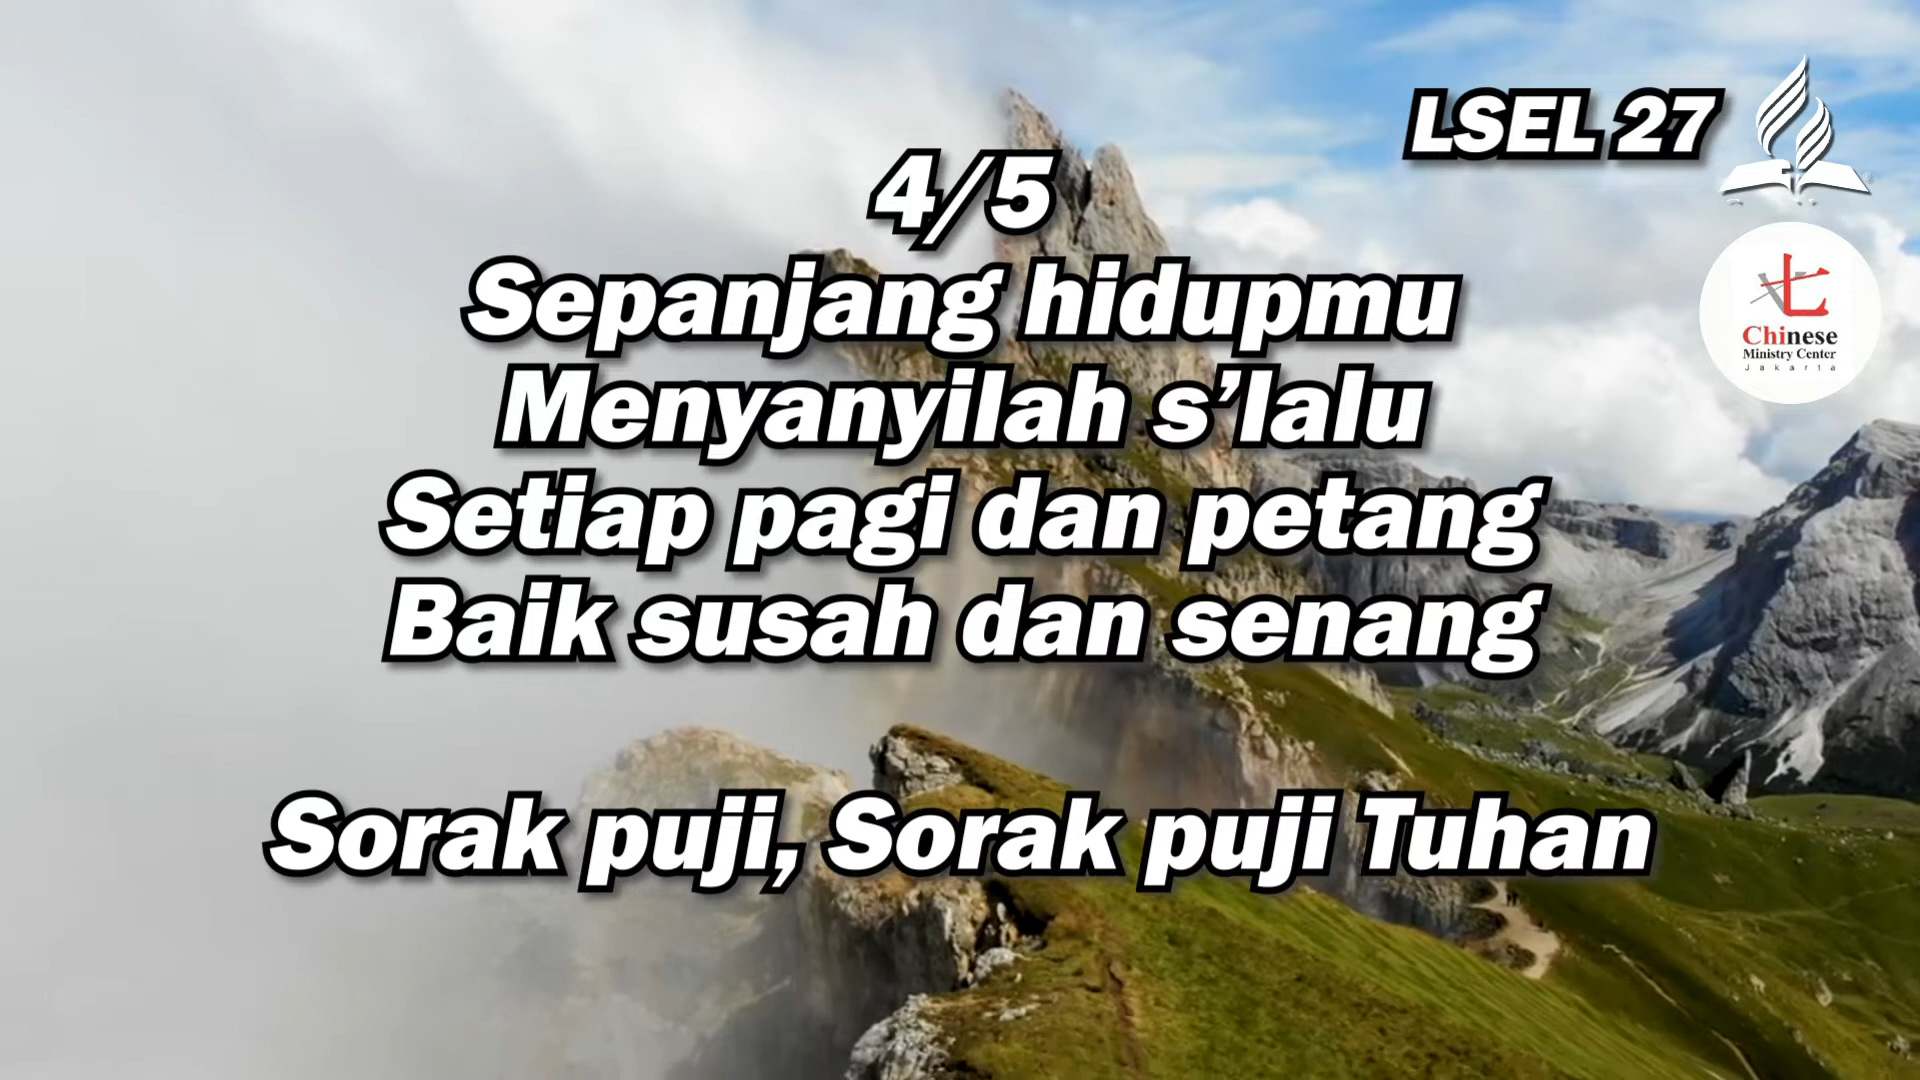 LSEL 27
4/5
Sepanjang hidupmu
Menyanyilah s’lalu
Setiap pagi dan petang
Baik susah dan senang
Sorak puji, Sorak puji Tuhan
七
Chinese
Ministry Center
Jakarta